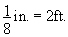 1/8 in. = 2ft.